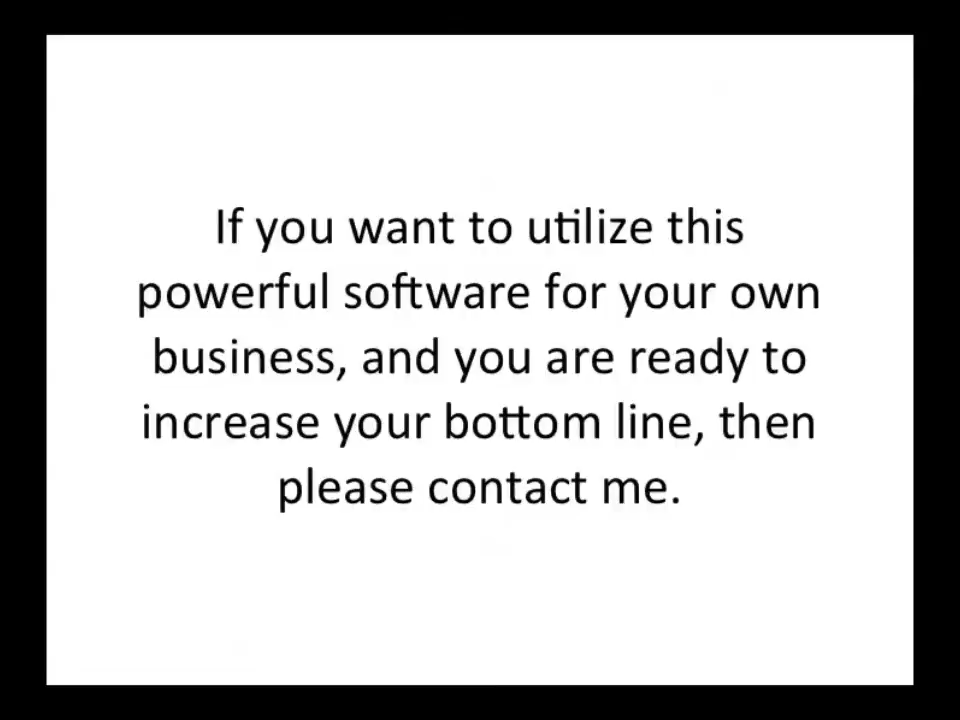 If you want to utilize this
powerful software for your own
business, and you are ready to
increase your bottom line, then
please contact me.